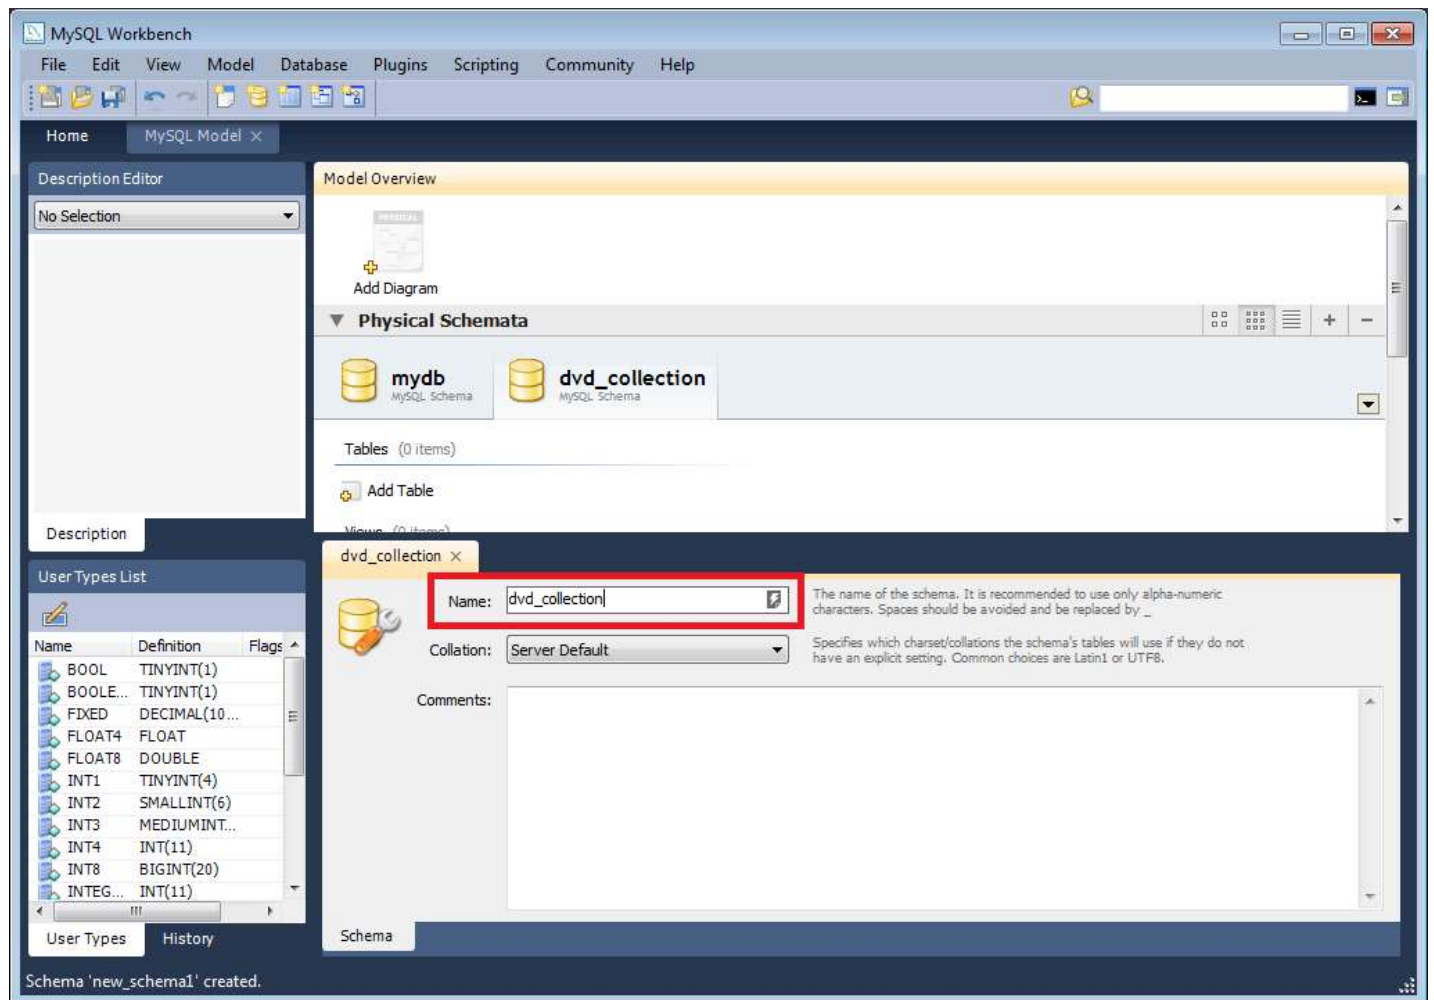 MySQL Workbench
File Edit View Model Database Plugins Scripting Community Help
Home MySQL Model
Description Editor
No Selection
Description
Model Overview
PHYSICAL
Add Diagram
Physical Schemata
mydb
MySQL Schema
dvd_collection
MySQL Schema
Tables (0 items)
Add Table
Views (0 items)
User Types List
Name Definition Flags
BOOL TINYINT(1)
BOOLE... TINYINT(1)
FIXED DECIMAL(10...
FLOAT4 FLOAT
FLOAT8 DOUBLE
INT1 TINYINT(4)
INT2 SMALLINT(6)
INT3 MEDIUMINT...
INT4 INT(11)
INT8 BIGINT(20)
INTEG... INT(11)
User Types History
dvd_collection
Name: dvd_collection
The name of the schema. It is recommended to use only alpha-numeric
characters. Spaces should be avoided and be replaced by _
Collation: Server Default
Specifies which charset/collations the schema's tables will use if they do not
have an explicit setting. Common choices are Latin1 or UTF8.
Comments:
Schema
Schema 'new_schema1' created.